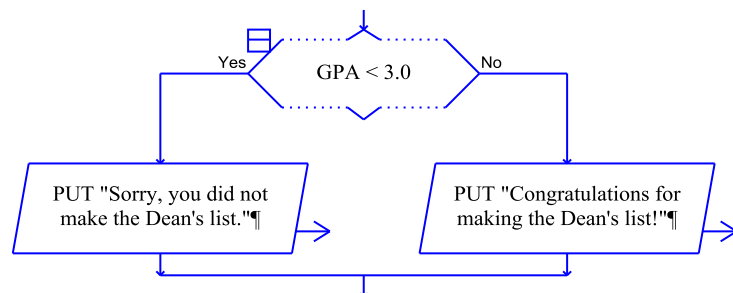 Yes
GPA < 3.0
No
PUT "Sorry, you did not
make the Dean's list."¶
PUT "Congratulations for
making the Dean's list!"¶